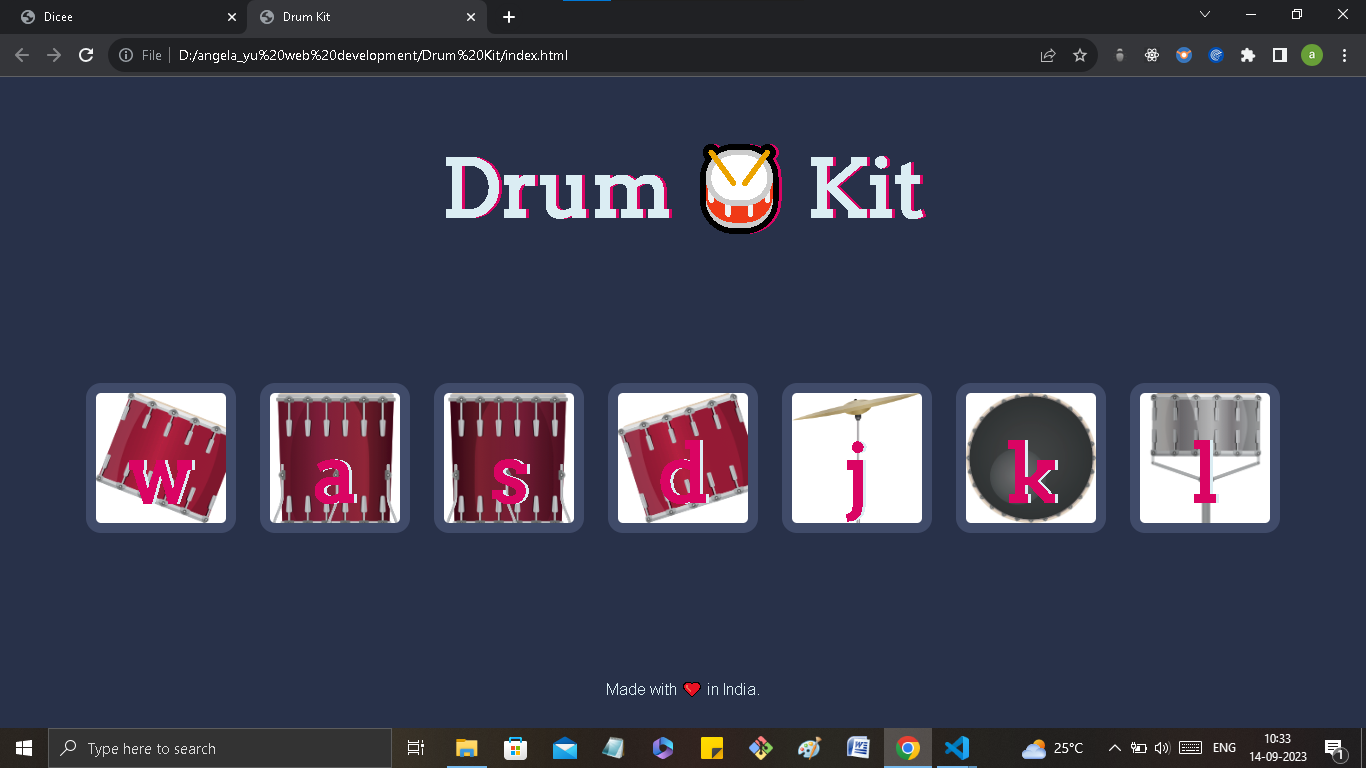 Dicee
Drum Kit
File
D:/angela_yu%20web%20development/Drum%20Kit/index.html
a
Drum 🥁 Kit
w a s d j k l
Made with ❤️ in India.
Type here to search
25°C
ENG
10:33
14-09-2023
1